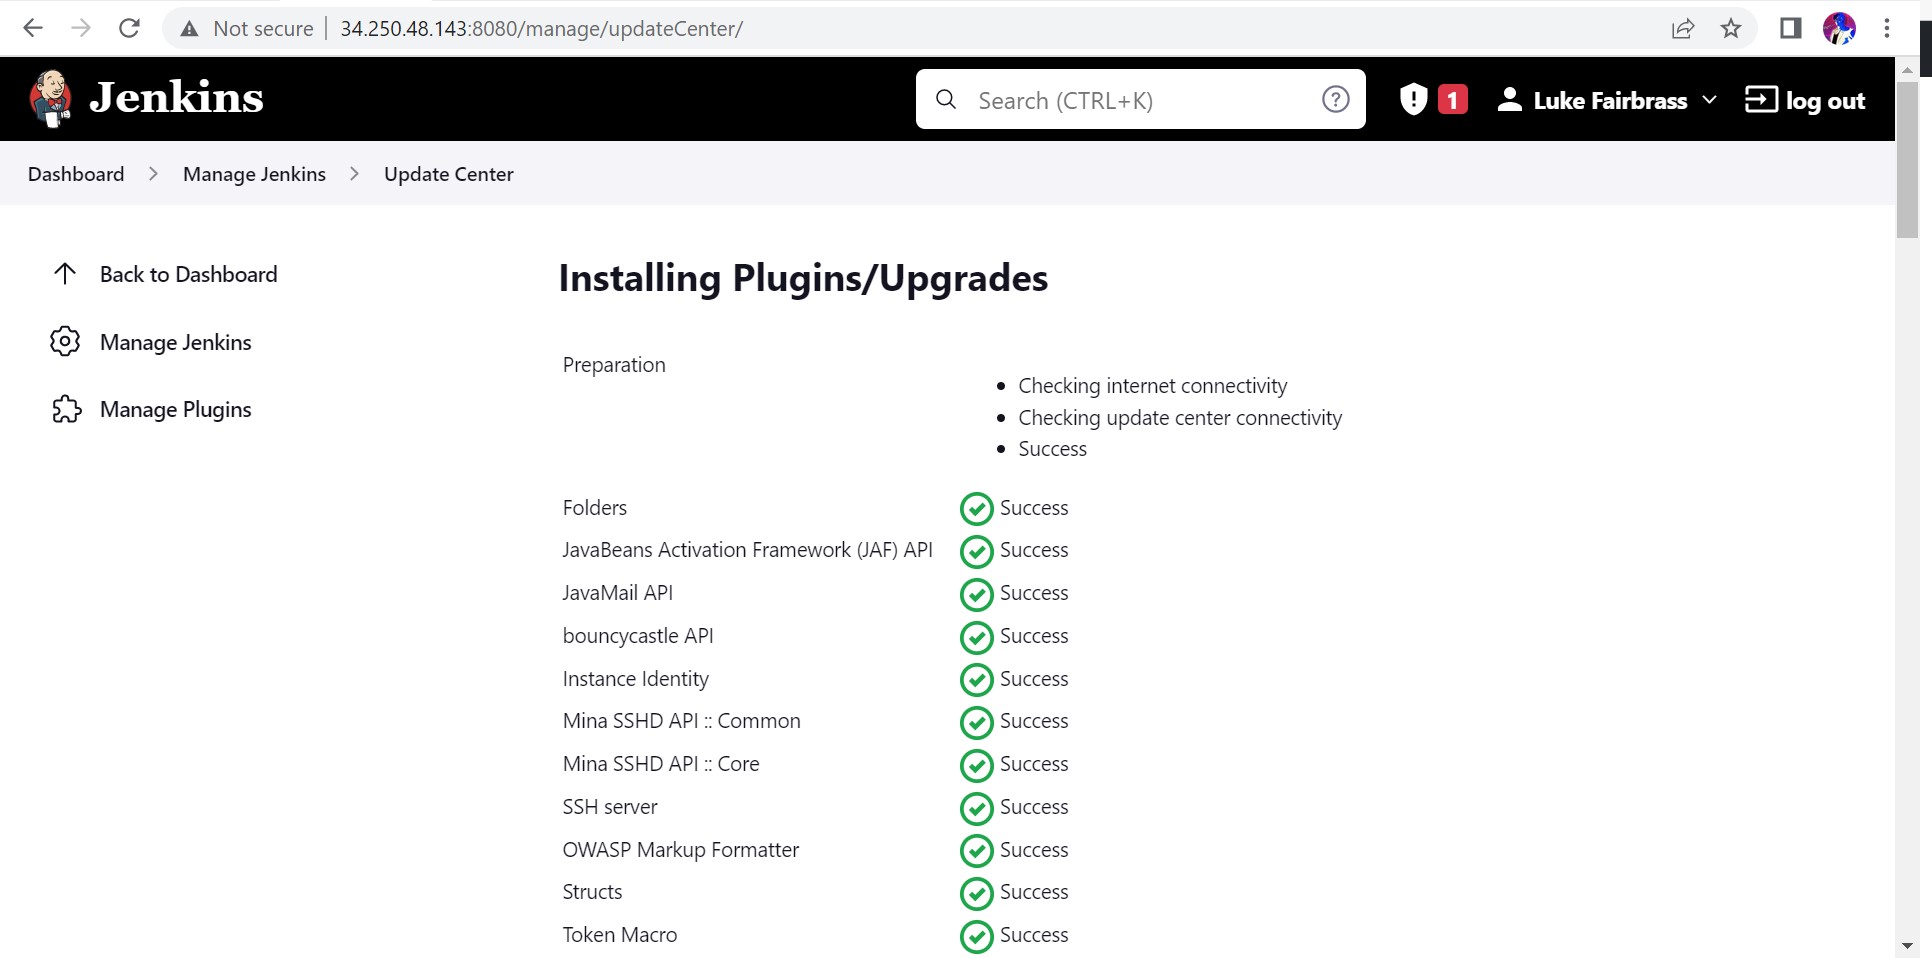 Not secure | 34.250.48.143:8080/manage/updateCenter/
Jenkins
Search (CTRL+K)
?
! 1
Luke Fairbrass
log out
Dashboard > Manage Jenkins > Update Center
Back to Dashboard
Manage Jenkins
Manage Plugins
Installing Plugins/Upgrades
Preparation
• Checking internet connectivity
• Checking update center connectivity
• Success
Folders Success
JavaBeans Activation Framework (JAF) API Success
JavaMail API Success
bouncycastle API Success
Instance Identity Success
Mina SSHD API :: Common Success
Mina SSHD API :: Core Success
SSH server Success
OWASP Markup Formatter Success
Structs Success
Token Macro Success